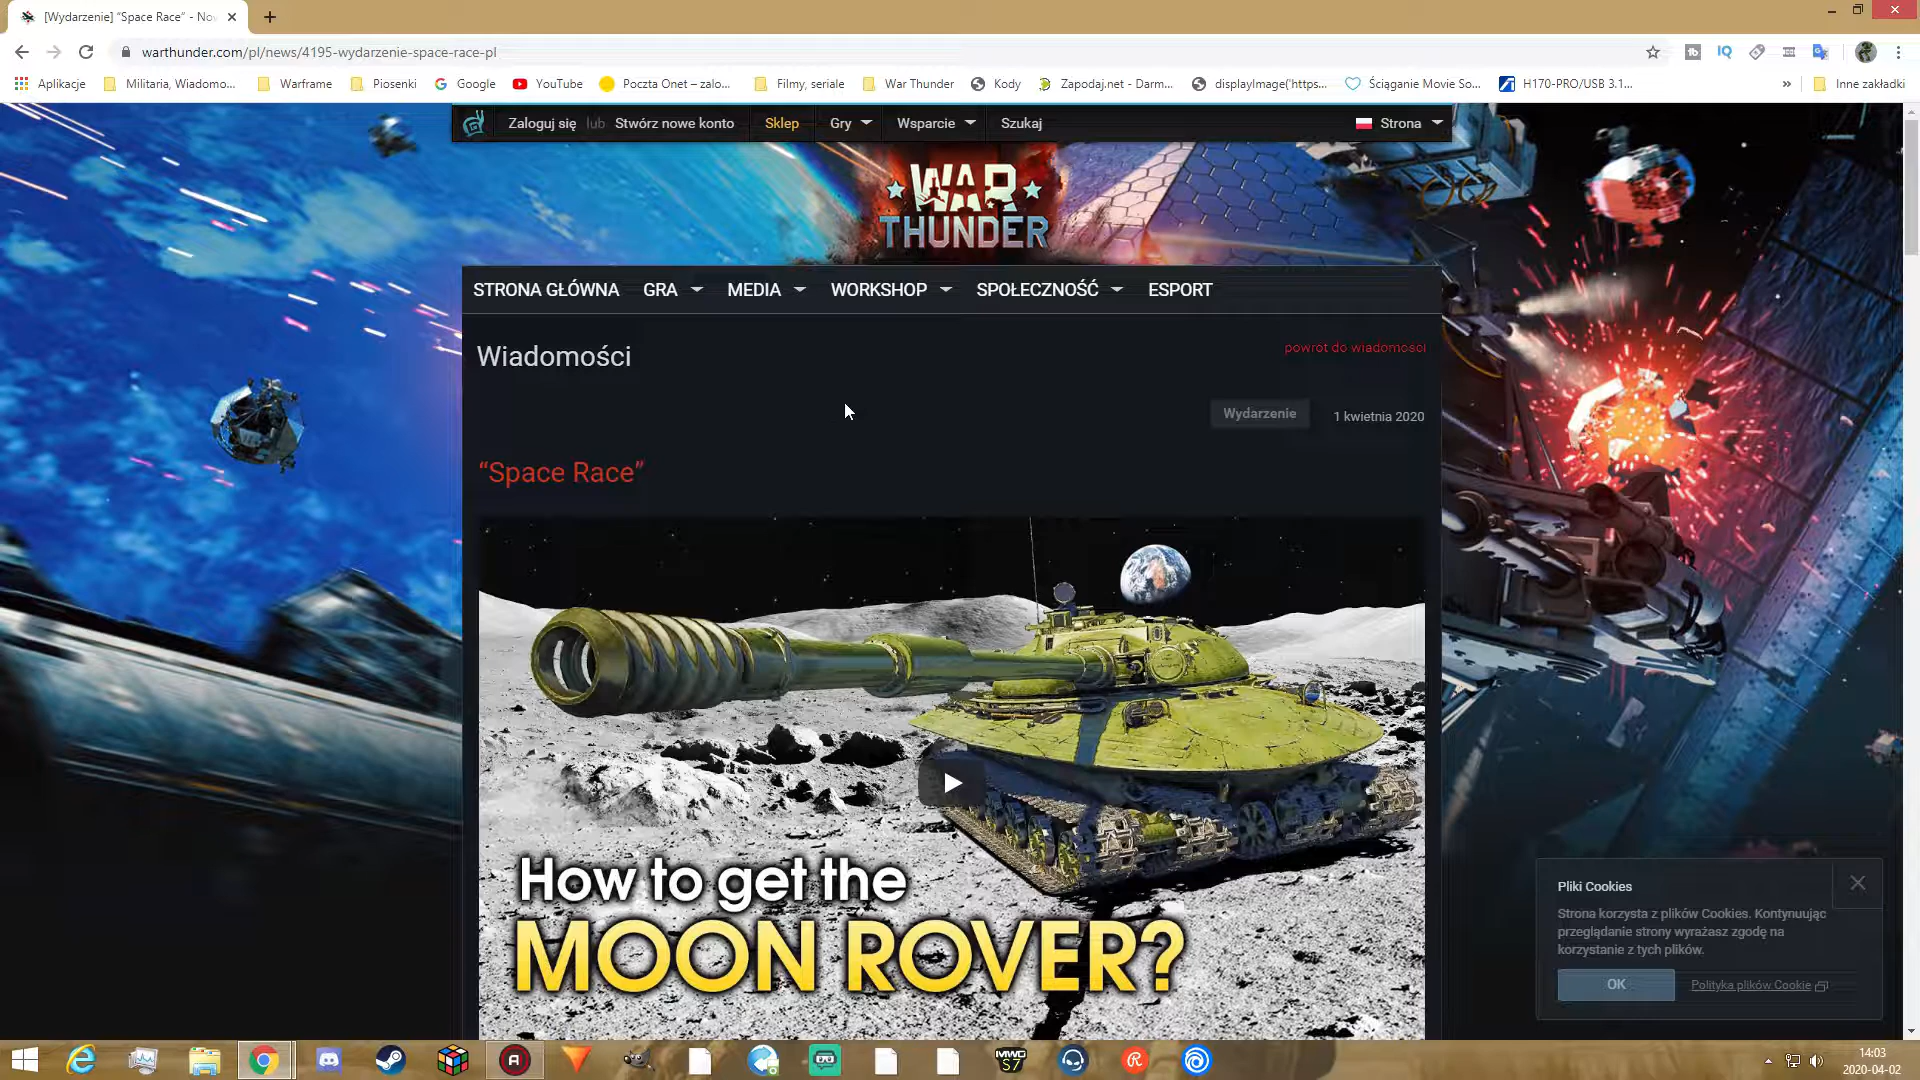 [Wydarzenie] “Space Race” - Nov
warthunder.com/pl/news/4195-wydarzenie-space-race-pl
Aplikacje
Militaria, Wiadomo...
Warframe
Piosenki
Google
YouTube
Poczta Onet – zalo...
Filmy, seriale
War Thunder
Kody
Zapodaj.net - Darm...
displayImage('https...
Ściąganie Movie So...
H170-PRO/USB 3.1...
»
Inne zakładki
Zaloguj się lub Stwórz nowe konto
Sklep
Gry
Wsparcie
Szukaj
Strona
WAR
THUNDER
STRONA GŁÓWNA
GRA
MEDIA
WORKSHOP
SPOŁECZNOŚĆ
ESPORT
Wiadomości
powrót do wiadomości
Wydarzenie
1 kwietnia 2020
“Space Race”
How to get the
MOON ROVER?
Pliki Cookies
Strona korzysta z plików Cookies. Kontynuując
przeglądanie strony wyrażasz zgodę na
korzystanie z tych plików.
OK
Polityka plików Cookie
14:03
2020-04-02